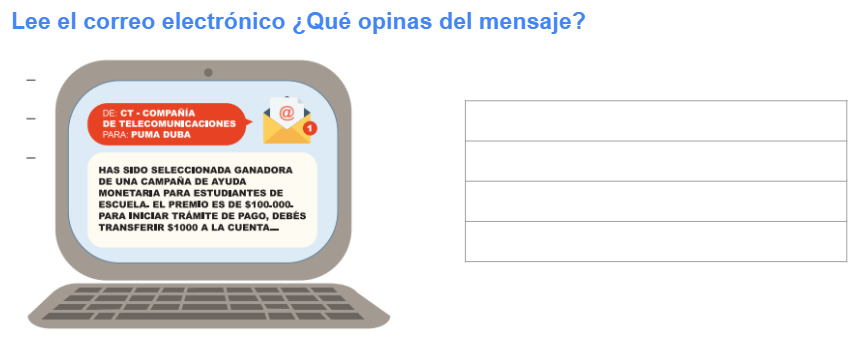 Lee el correo electrónico ¿Qué opinas del mensaje?
DE: CT - COMPAÑÍA
DE TELECOMUNICACIONES
PARA: PUMA DUBA
@
1
HAS SIDO SELECCIONADA GANADORA
DE UNA CAMPAÑA DE AYUDA
MONETARIA PARA ESTUDIANTES DE
ESCUELA. EL PREMIO ES DE $100.000.
PARA INICIAR TRÁMITE DE PAGO, DEBÉS
TRANSFERIR $1000 A LA CUENTA...